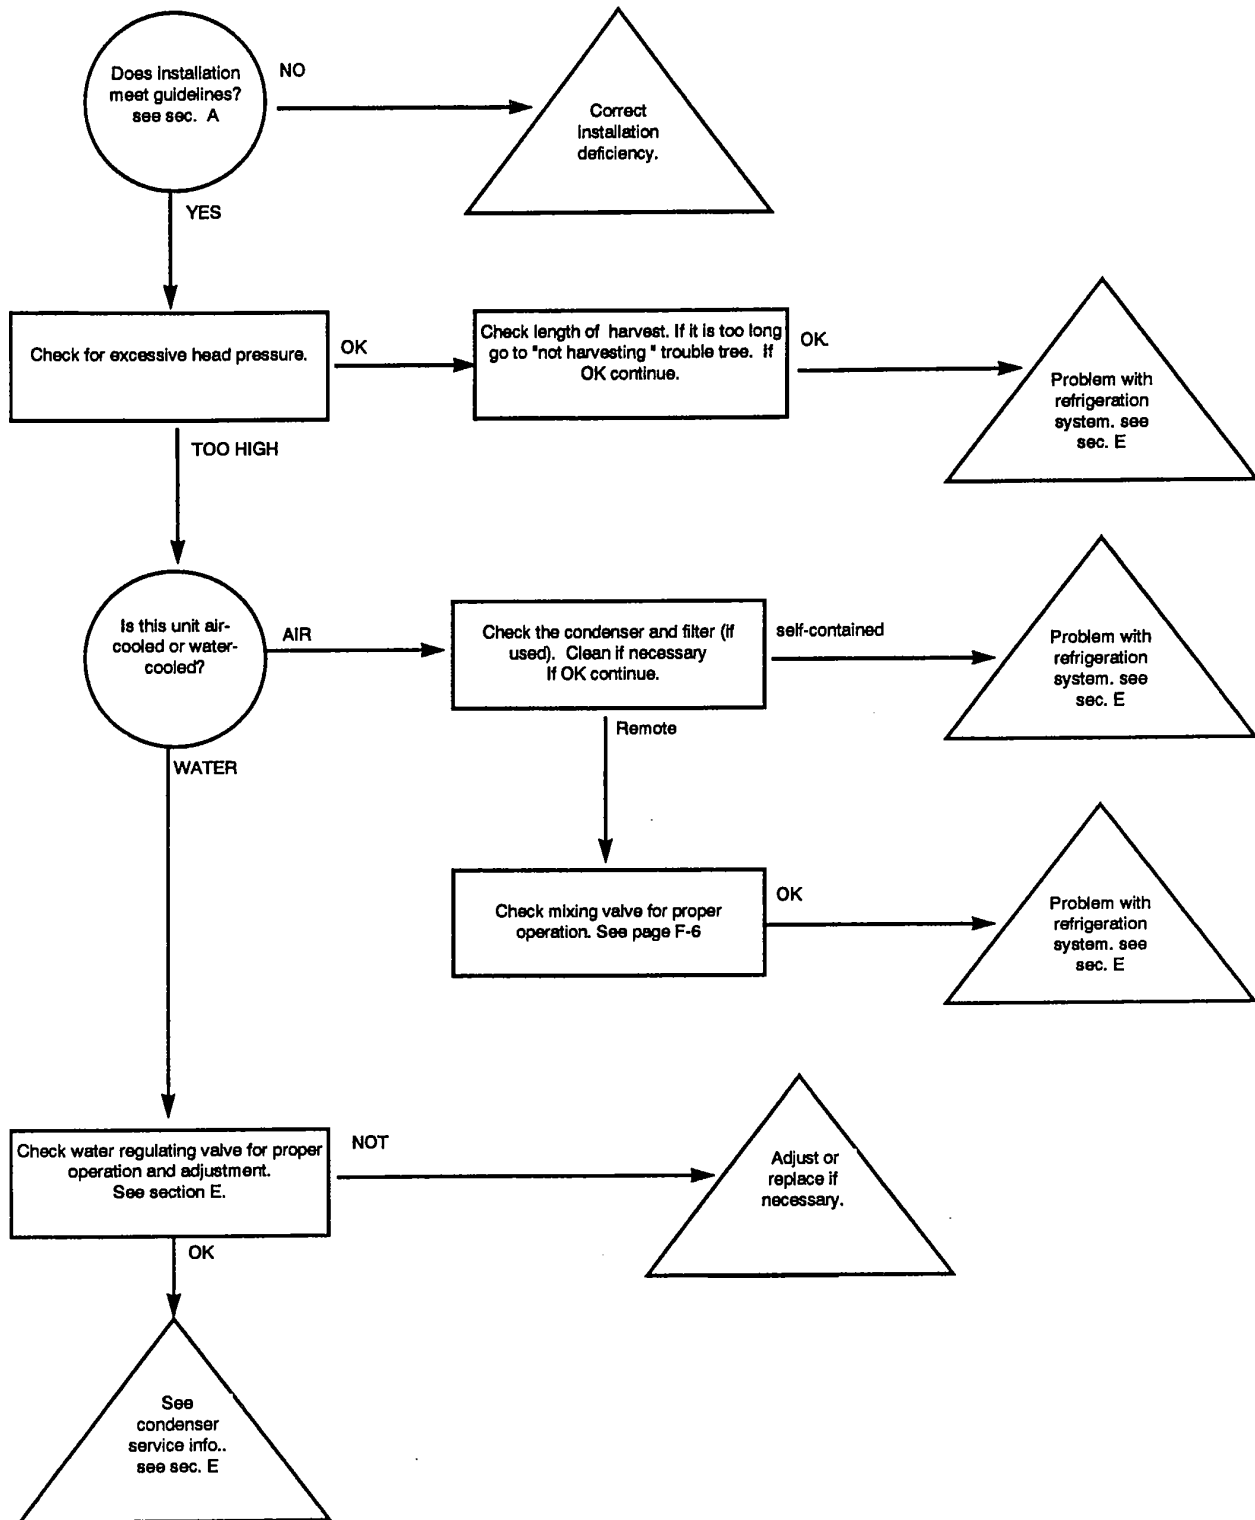 Does installation
meet guidelines?
see sec. A
NO
Correct
installation
deficiency.
YES
Check for excessive head pressure.
OK
Check length of harvest. If it is too long
go to "not harvesting " trouble tree. If
OK continue.
OK.
Problem with
refrigeration
system. see
sec. E
TOO HIGH
Is this unit air-
cooled or water-
cooled?
AIR
Check the condenser and filter (if
used). Clean if necessary
If OK continue.
self-contained
Problem with
refrigeration
system. see
sec. E
Remote
WATER
Check mixing valve for proper
operation. See page F-6
OK
Problem with
refrigeration
system. see
sec. E
Check water regulating valve for proper
operation and adjustment.
See section E.
NOT
Adjust or
replace if
necessary.
OK
See
condenser
service info..
see sec. E